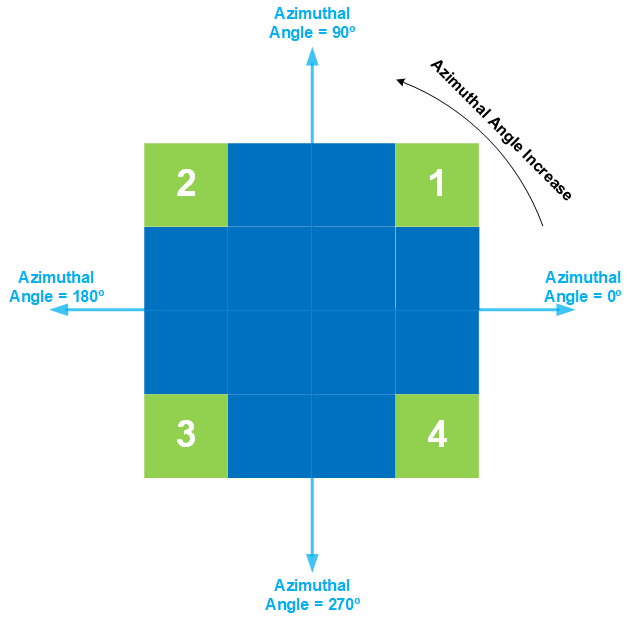 Azimuthal
Angle = 90º
Azimuthal Angle Increase
2
1
Azimuthal
Angle = 180º
Azimuthal
Angle = 0º
3
4
Azimuthal
Angle = 270º